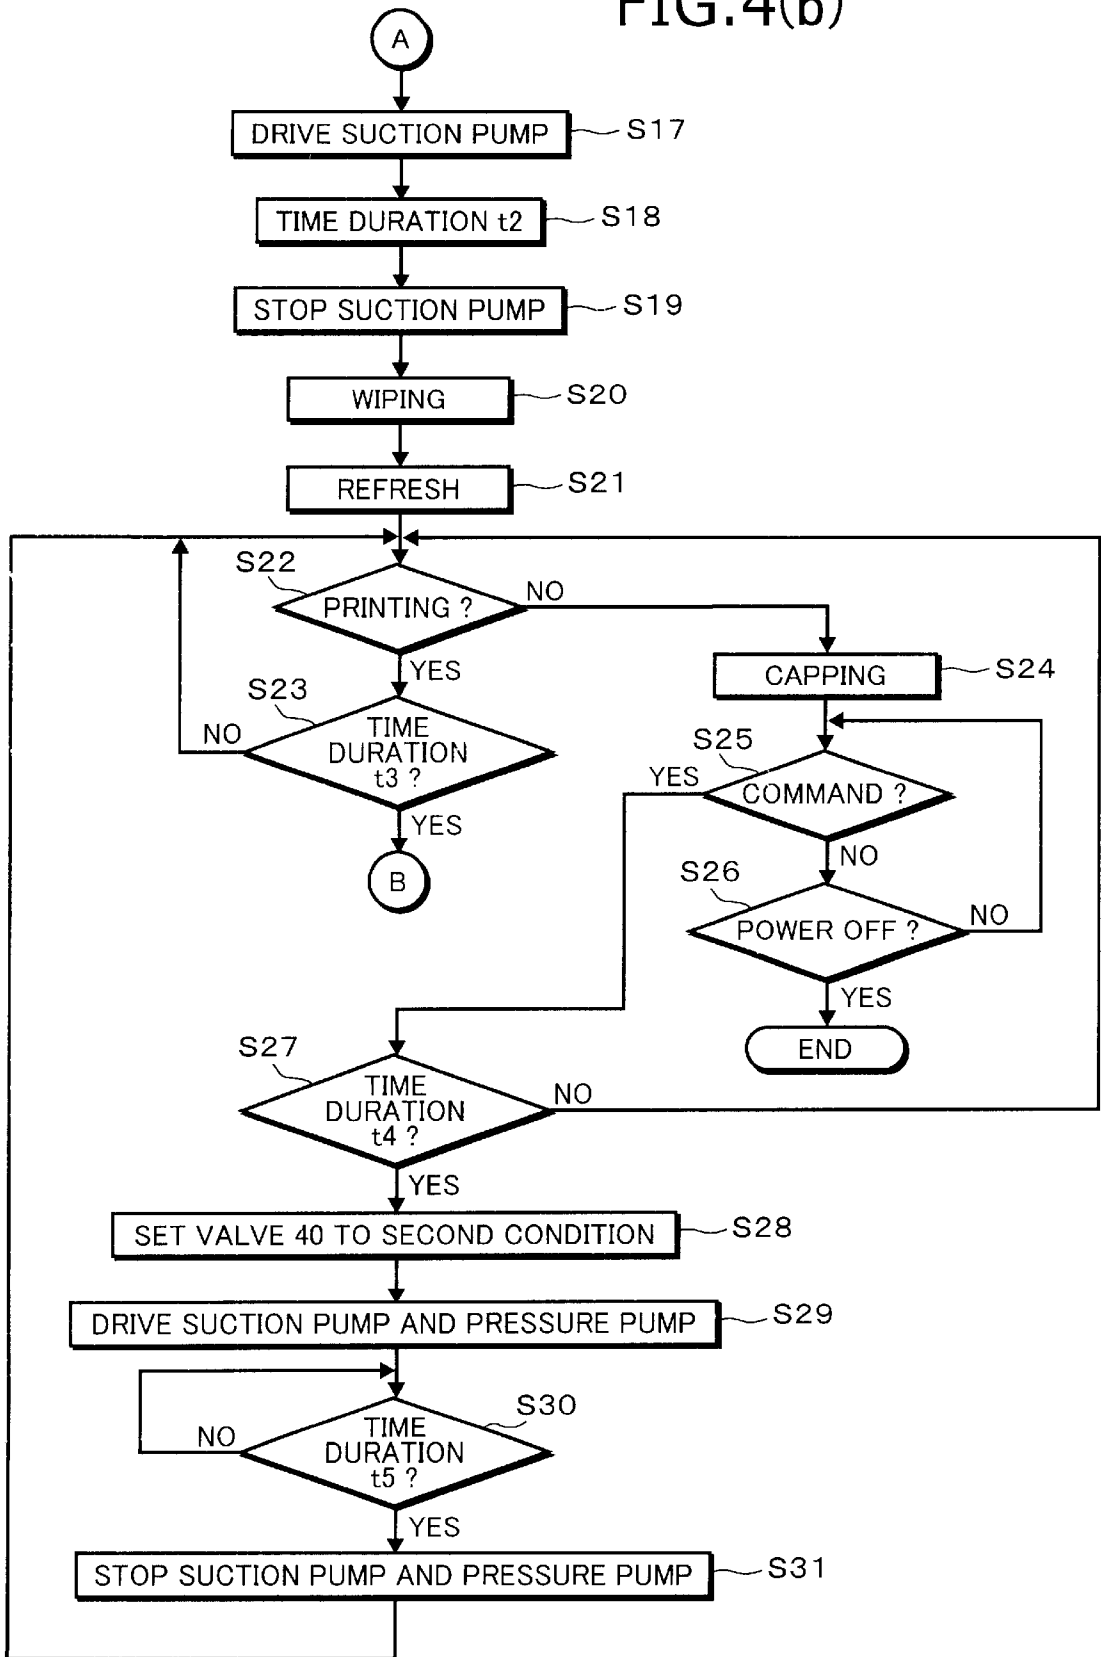 FIG.4(b)
A
DRIVE SUCTION PUMP
S17
TIME DURATION t2
S18
STOP SUCTION PUMP
S19
WIPING
S20
REFRESH
S21
S22
PRINTING ?
NO
YES
CAPPING
S24
S23
TIME
DURATION
t3 ?
NO
YES
B
S25
COMMAND ?
YES
NO
S26
POWER OFF ?
NO
YES
END
S27
TIME
DURATION
t4 ?
NO
YES
SET VALVE 40 TO SECOND CONDITION
S28
DRIVE SUCTION PUMP AND PRESSURE PUMP
S29
S30
TIME
DURATION
t5 ?
NO
YES
STOP SUCTION PUMP AND PRESSURE PUMP
S31